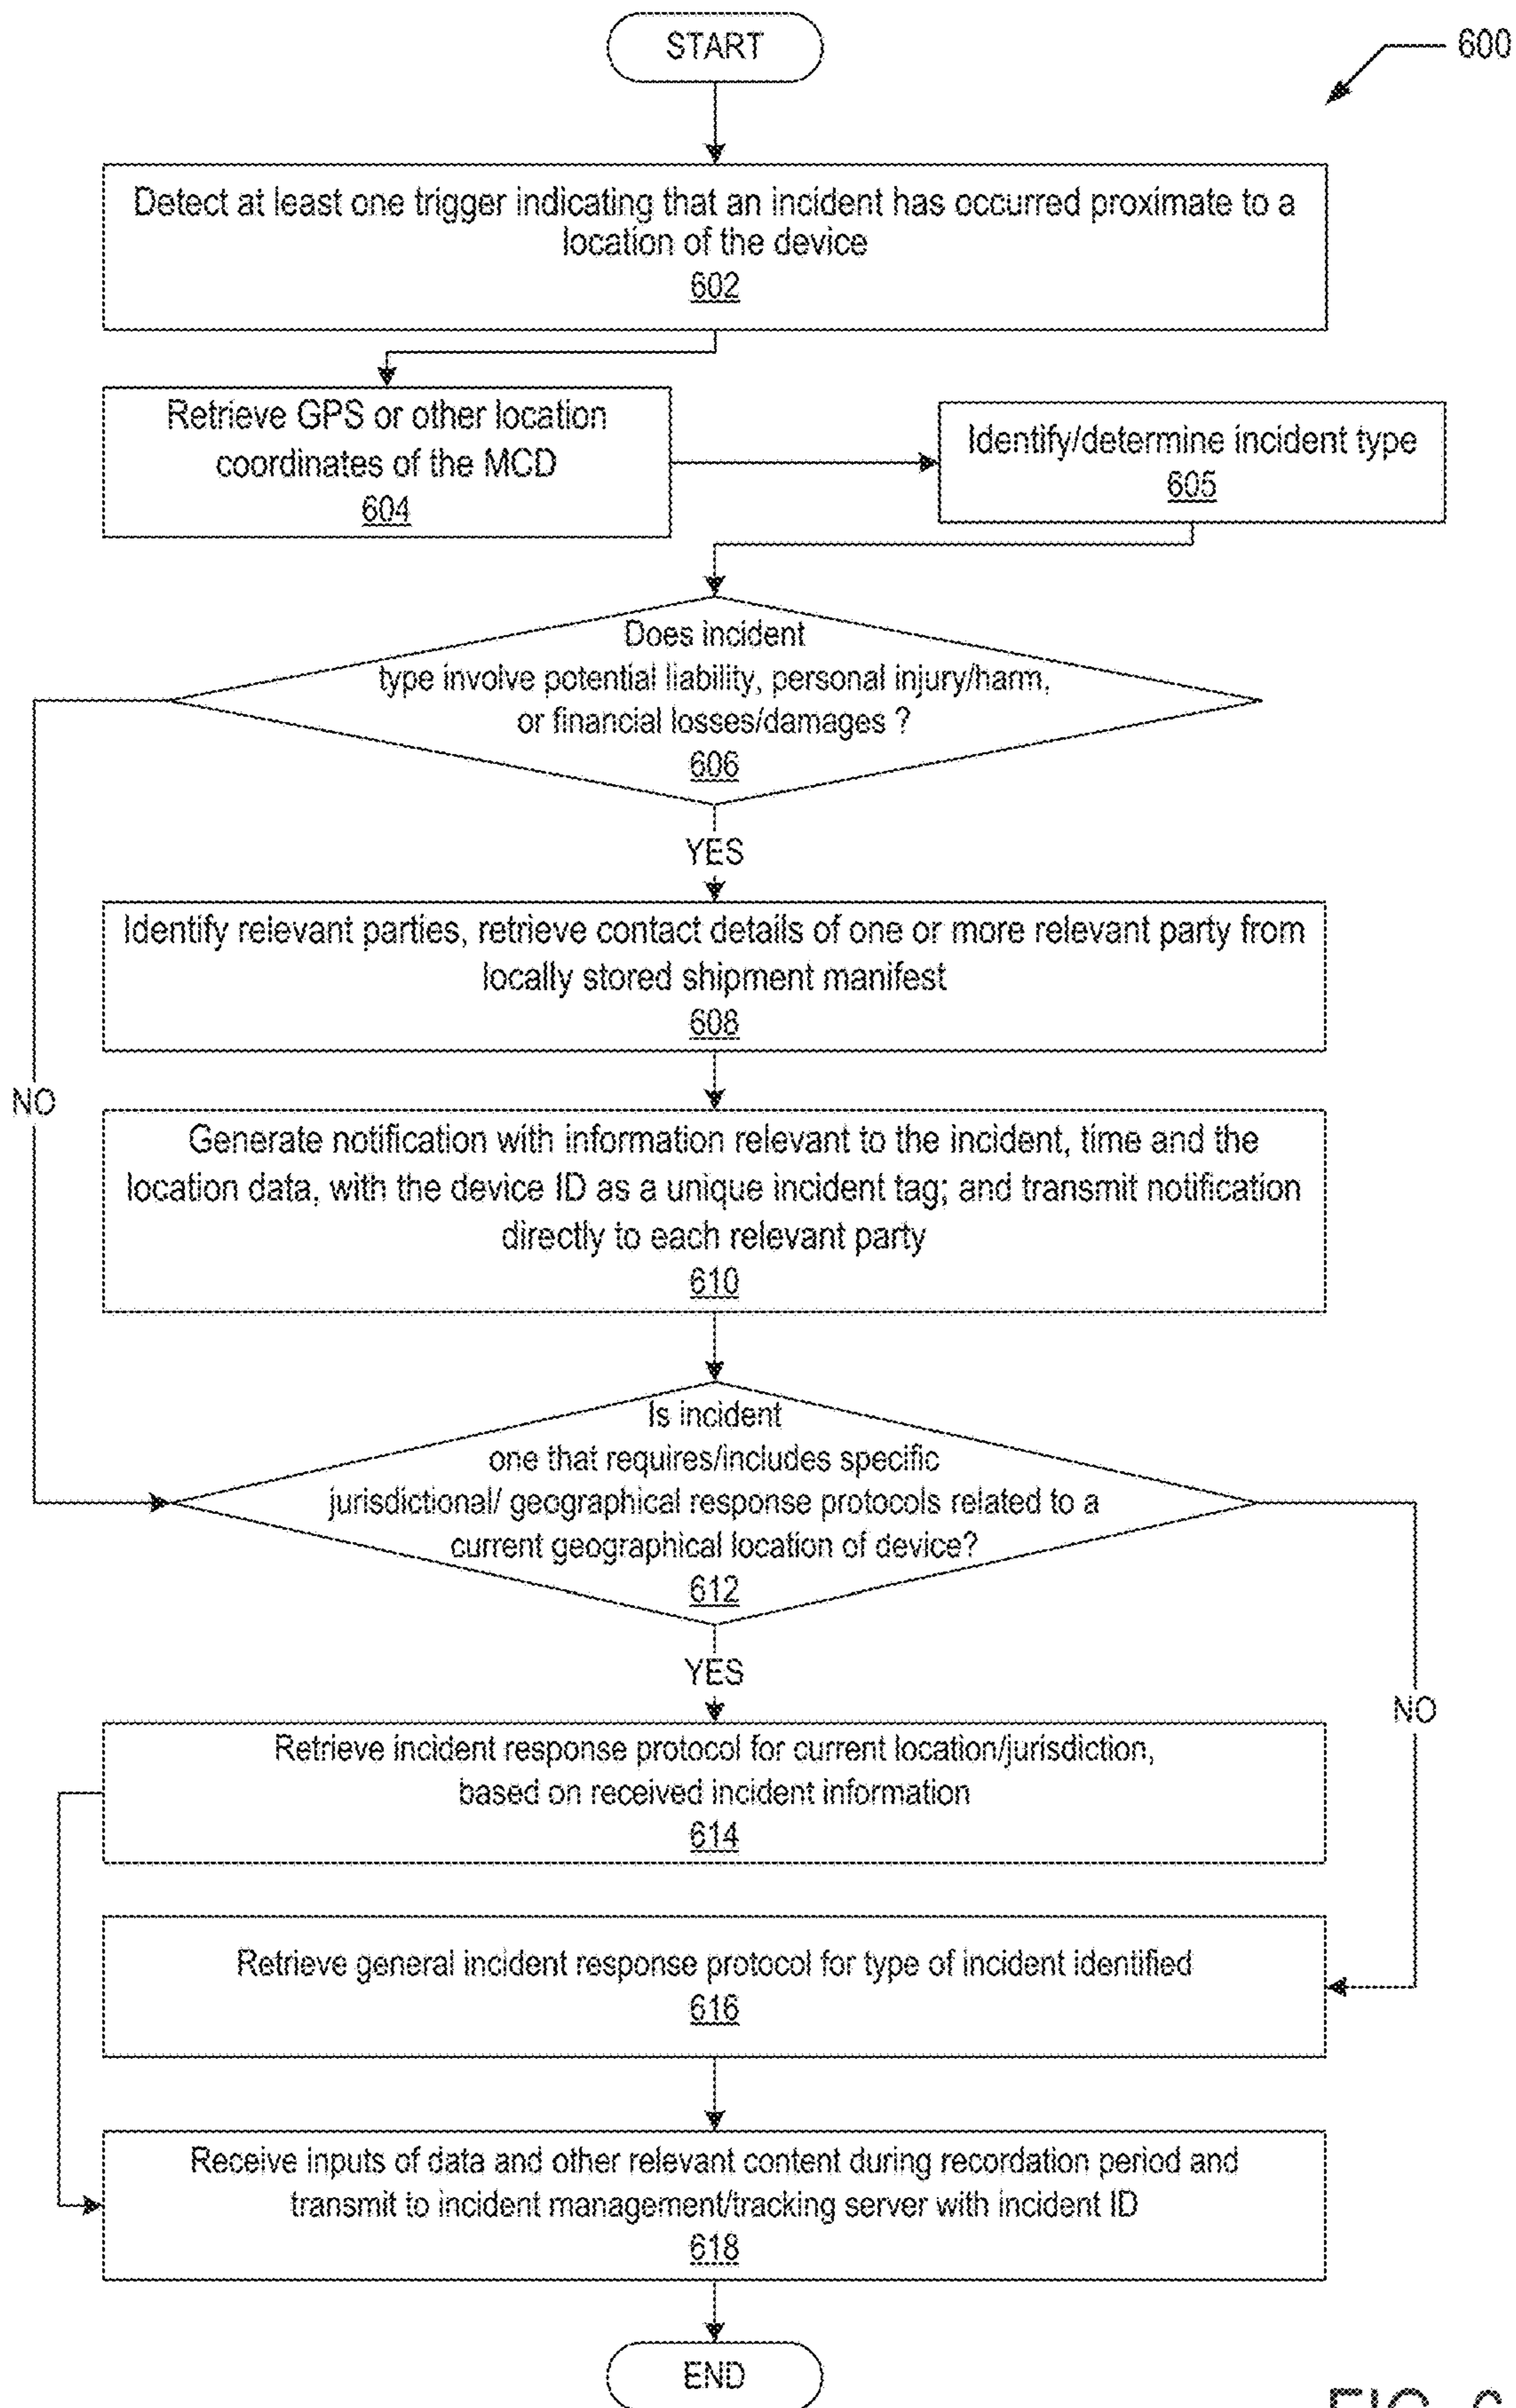 START
600
Detect at least one trigger indicating that an incident has occurred proximate to a
location of the device
602
Retrieve GPS or other location
coordinates of the MCD
604
Identify/determine incident type
605
Does incident
type involve potential liability, personal injury/harm,
or financial losses/damages ?
606
YES
Identify relevant parties, retrieve contact details of one or more relevant party from
locally stored shipment manifest
608
NO
Generate notification with information relevant to the incident, time and the
location data, with the device ID as a unique incident tag; and transmit notification
directly to each relevant party
610
Is incident
one that requires/includes specific
jurisdictional/ geographical response protocols related to a
current geographical location of device?
612
YES
NO
Retrieve incident response protocol for current location/jurisdiction,
based on received incident information
614
Retrieve general incident response protocol for type of incident identified
616
Receive inputs of data and other relevant content during recordation period and
transmit to incident management/tracking server with incident ID
618
END
FIG. 6